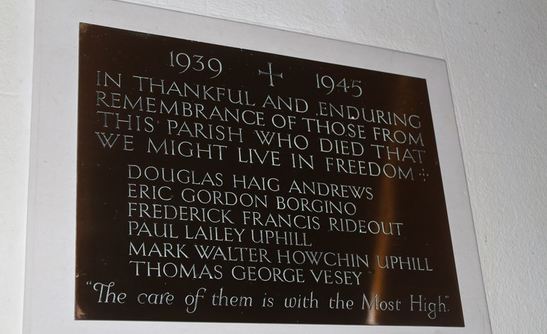 1939 + 1945
IN THANKFUL AND ENDURING
REMEMBRANCE OF THOSE FROM
THIS PARISH WHO DIED THAT
WE MIGHT LIVE IN FREEDOM
DOUGLAS HAIG ANDREWS
ERIC GORDON BORGINO
FREDERICK FRANCIS RIDEOUT
PAUL LAILEY UPHILL
MARK WALTER HOWCHIN UPHILL
THOMAS GEORGE VESEY
"The care of them is with the Most High."